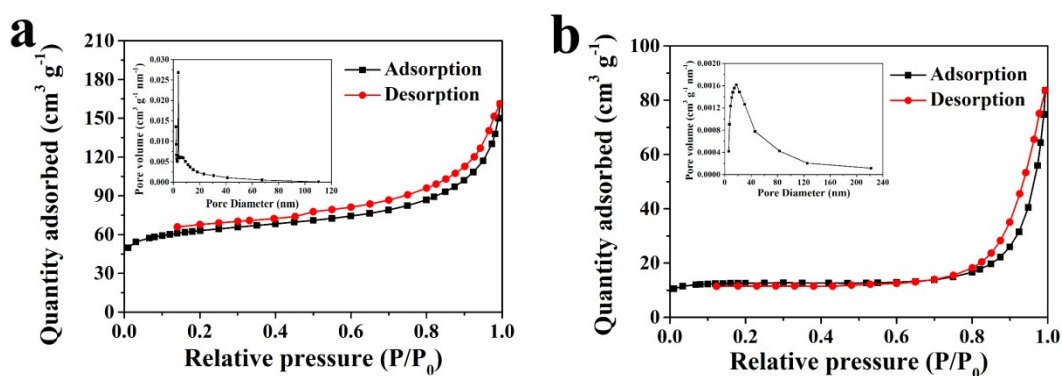 a
Quantity adsorbed (cm³ g⁻¹)
210
180
150
120
90
60
30
0
0.0 0.2 0.4 0.6 0.8 1.0
Relative pressure (P/P₀)
Adsorption
Desorption
Pore volume (cm³ g⁻¹ nm⁻¹)
0.030
0.025
0.020
0.015
0.010
0.005
0.000
0 20 40 60 80 100 120
Pore Diameter (nm)
b
Quantity adsorbed (cm³ g⁻¹)
100
80
60
40
20
0
0.0 0.2 0.4 0.6 0.8 1.0
Relative pressure (P/P₀)
Adsorption
Desorption
Pore volume (cm³ g⁻¹ nm⁻¹)
0.0020
0.0016
0.0012
0.0008
0.0004
0.0000
0 40 80 120 160 200 240
Pore Diameter (nm)